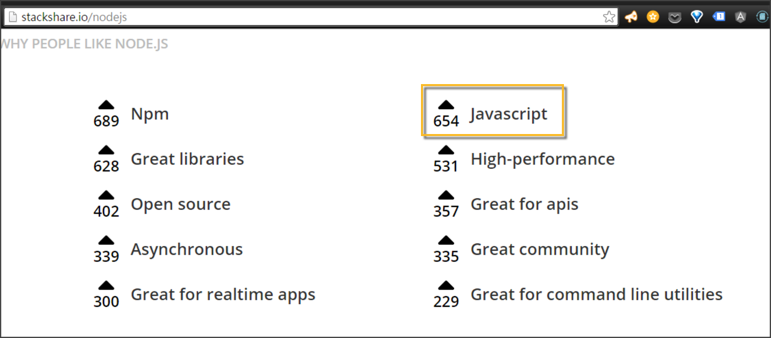 stackshare.io/nodejs
WHY PEOPLE LIKE NODE.JS
689 Npm
654 Javascript
628 Great libraries
531 High-performance
402 Open source
357 Great for apis
339 Asynchronous
335 Great community
300 Great for realtime apps
229 Great for command line utilities